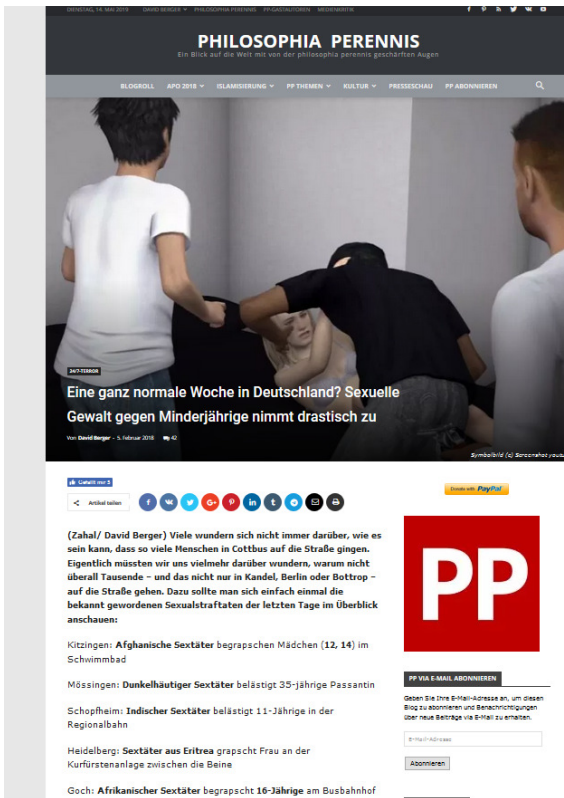 DIENSTAG, 14. MAI 2019 DAVID BERGER PHILOSOPHIA PERENNIS PP-GASTAUTOREN MEDIENKRITIK
PHILOSOPHIA PERENNIS
Ein Blick auf die Welt mit von der philosophia perennis geschärften Augen
BLOGROLL APO 2018 ISLAMISIERUNG PP THEMEN KULTUR PRESSESCHAU PP ABONNIEREN
24/7-TERROR
Eine ganz normale Woche in Deutschland? Sexuelle
Gewalt gegen Minderjährige nimmt drastisch zu
Von David Berger - 5. Februar 2018 42
Symbolbild (c) Screenshot youtu
Gefällt mir 5
Artikel teilen
(Zahal/ David Berger) Viele wundern sich nicht immer darüber, wie es
sein kann, dass so viele Menschen in Cottbus auf die Straße gingen.
Eigentlich müssten wir uns vielmehr darüber wundern, warum nicht
überall Tausende – und das nicht nur in Kandel, Berlin oder Bottrop –
auf die Straße gehen. Dazu sollte man sich einfach einmal die
bekannt gewordenen Sexualstraftaten der letzten Tage im Überblick
anschauen:
Kitzingen: Afghanische Sextäter begrapschen Mädchen (12, 14) im
Schwimmbad
Mössingen: Dunkelhäutiger Sextäter belästigt 35-jährige Passantin
Schopfheim: Indischer Sextäter belästigt 11-Jährige in der
Regionalbahn
Heidelberg: Sextäter aus Eritrea grapscht Frau an der
Kurfürstenanlage zwischen die Beine
Goch: Afrikanischer Sextäter begrapscht 16-Jährige am Busbahnhof
Donate with PayPal
PP
PP VIA E-MAIL ABONNIEREN
Geben Sie Ihre E-Mail-Adresse an, um diesen
Blog zu abonnieren und Benachrichtigungen
über neue Beiträge via E-Mail zu erhalten.
E-Mail-Adresse
Abonnieren